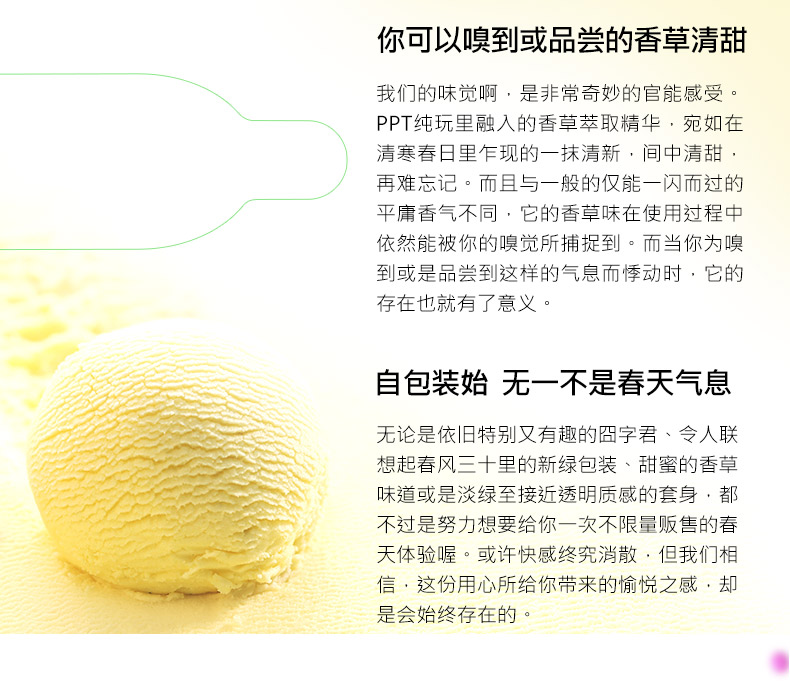 你可以嗅到或品尝的香草清甜
我们的味觉啊，是非常奇妙的官能感受。
PPT纯玩里融入的香草萃取精华，宛如在
清寒春日里乍现的一抹清新，间中清甜，
再难忘记。而且与一般的仅能一闪而过的
平庸香气不同，它的香草味在使用过程中
依然能被你的嗅觉所捕捉到。而当你为嗅
到或是品尝到这样的气息而悸动时，它的
存在也就有了意义。
自包装始 无一不是春天气息
无论是依旧特别又有趣的囧字君、令人联
想起春风三十里的新绿包装、甜蜜的香草
味道或是淡绿至接近透明质感的套身，都
不过是努力想要给你一次不限量贩售的春
天体验喔。或许快感终究消散，但我们相
信，这份用心所给你带来的愉悦之感，却
是会始终存在的。